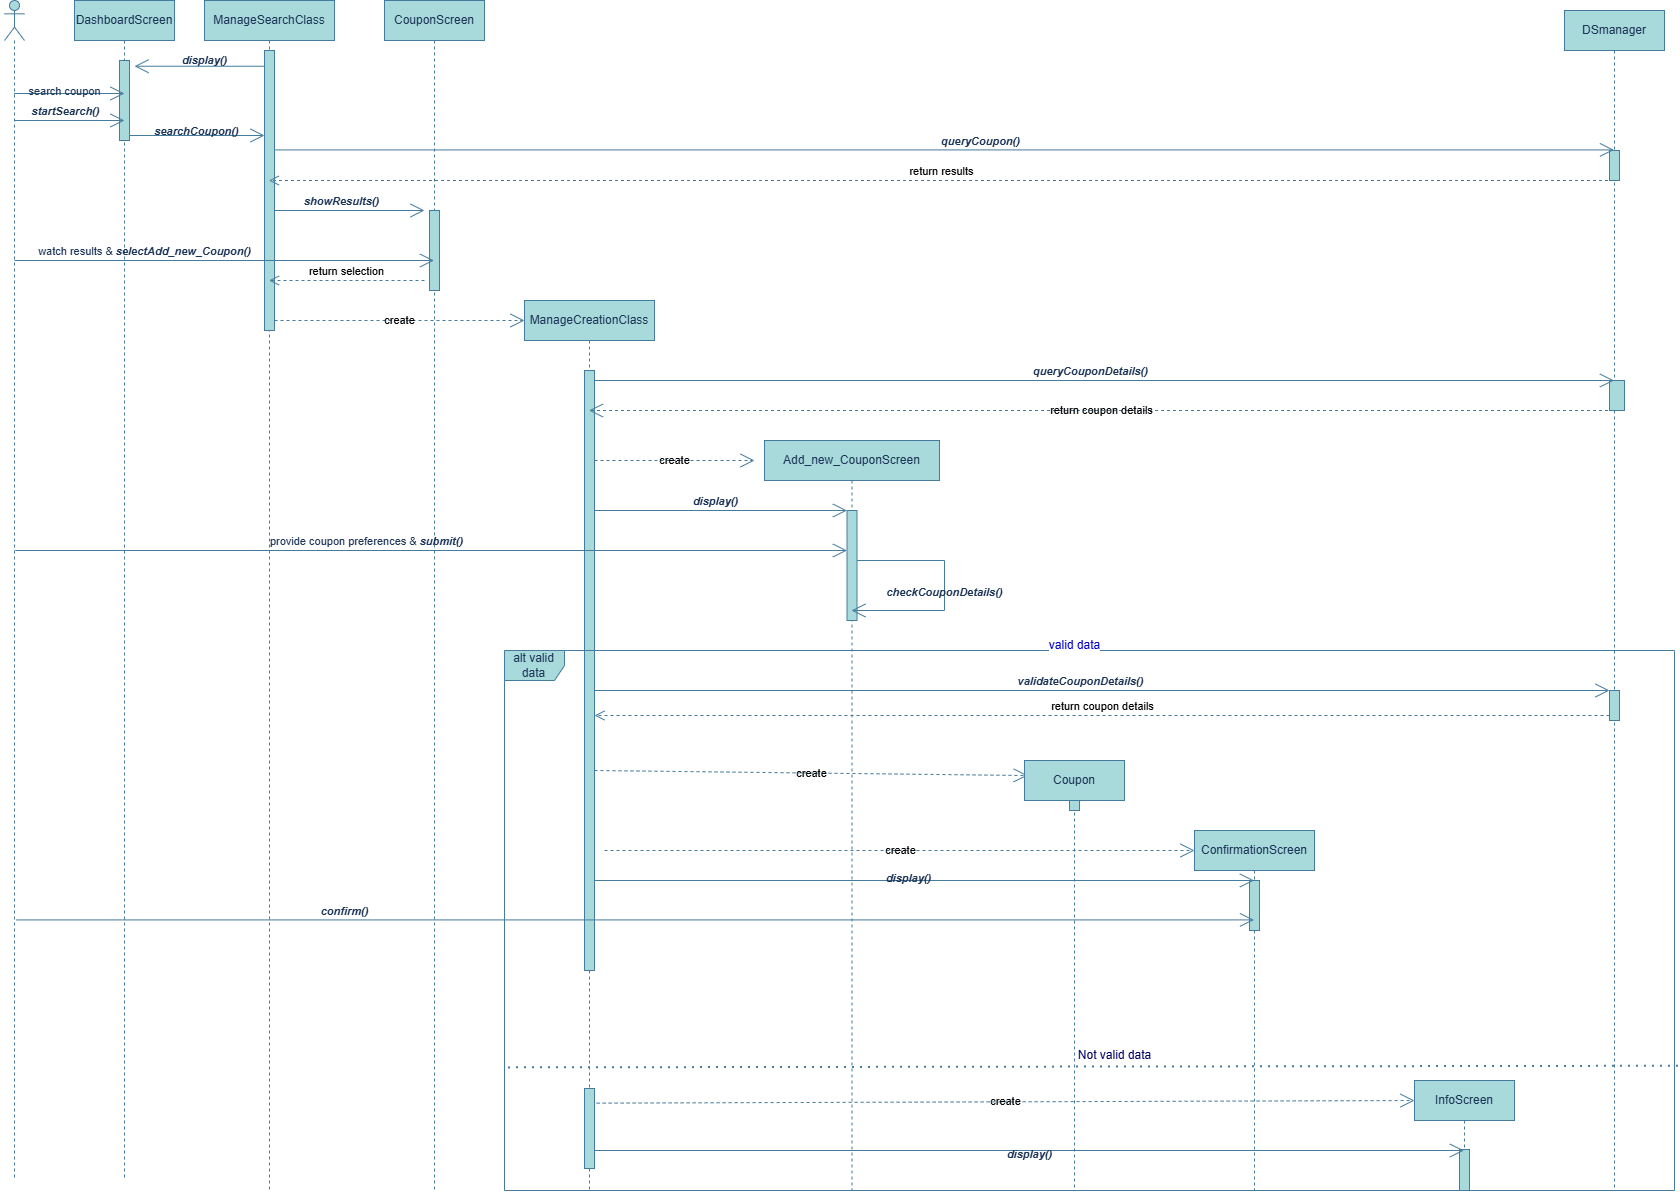 DashboardScreen
ManageSearchClass
CouponScreen
DSmanager
display()
search coupon
startSearch()
searchCoupon()
queryCoupon()
return results
showResults()
watch results & selectAdd_new_Coupon()
return selection
create
ManageCreationClass
queryCouponDetails()
return coupon details
create
Add_new_CouponScreen
display()
provide coupon preferences & submit()
checkCouponDetails()
valid data
alt valid
data
validateCouponDetails()
return coupon details
create
Coupon
create
ConfirmationScreen
display()
confirm()
Not valid data
create
InfoScreen
display()